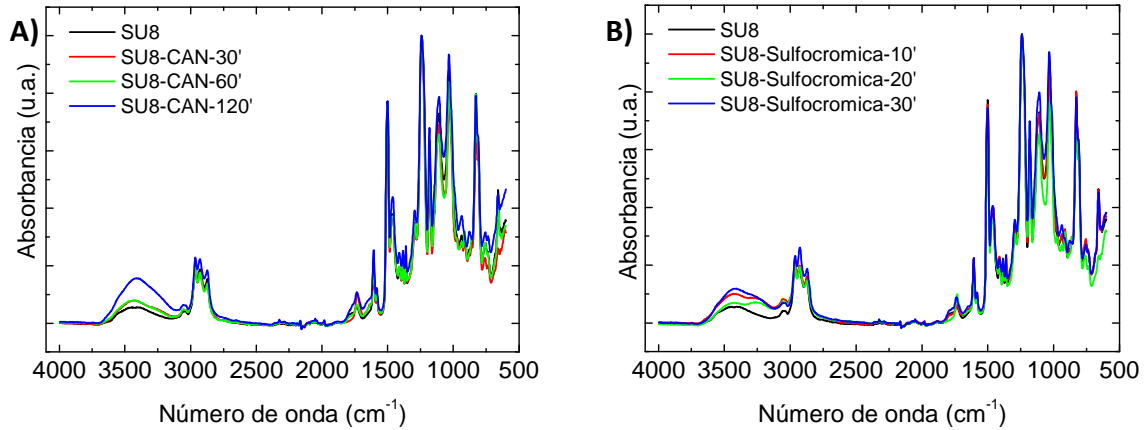 A)
SU8
SU8-CAN-30'
SU8-CAN-60'
SU8-CAN-120'
Absorbancia (u.a.)
4000 3500 3000 2500 2000 1500 1000 500
Número de onda (cm-1)
B)
SU8
SU8-Sulfocromica-10'
SU8-Sulfocromica-20'
SU8-Sulfocromica-30'
Absorbancia (u.a.)
4000 3500 3000 2500 2000 1500 1000 500
Número de onda (cm-1)